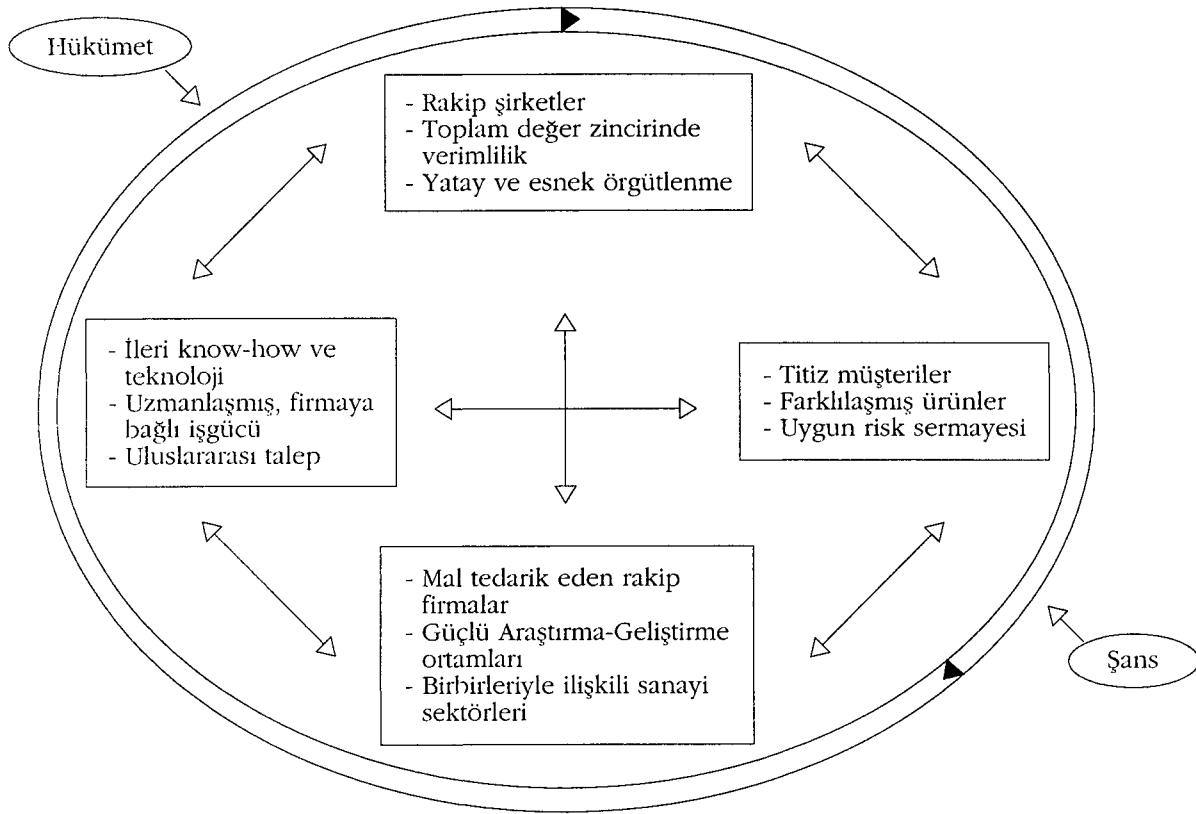 Hükümet
- Rakip şirketler
- Toplam değer zincirinde
verimlilik
- Yatay ve esnek örgütlenme
- İleri know-how ve
teknoloji
- Uzmanlaşmış, firmaya
bağlı işgücü
- Uluslararası talep
- Titiz müşteriler
- Farklılaşmış ürünler
- Uygun risk sermayesi
- Mal tedarik eden rakip
firmalar
- Güçlü Araştırma-Geliştirme
ortamları
- Birbirleriyle ilişkili sanayi
sektörleri
Şans